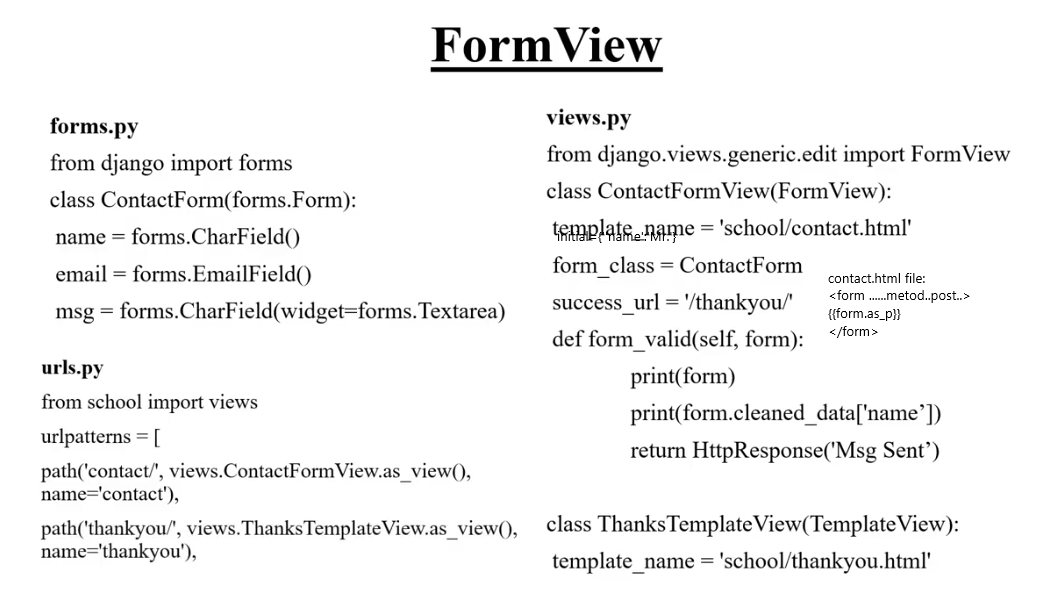 FormView
forms.py
from django import forms
class ContactForm(forms.Form):
name = forms.CharField()
email = forms.EmailField()
msg = forms.CharField(widget=forms.Textarea)
urls.py
from school import views
urlpatterns = [
path('contact/', views.ContactFormView.as_view(),
name='contact'),
path('thankyou/', views.ThanksTemplateView.as_view(),
name='thankyou'),
views.py
from django.views.generic.edit import FormView
class ContactFormView(FormView):
template_name = 'school/contact.html'
initial={ 'name':'Mr.'}
form_class = ContactForm
success_url = '/thankyou/'
def form_valid(self, form):
print(form)
print(form.cleaned_data['name’])
return HttpResponse('Msg Sent’)
class ThanksTemplateView(TemplateView):
template_name = 'school/thankyou.html'
contact.html file:
<form ......metod..post..>
{{form.as_p}}
</form>